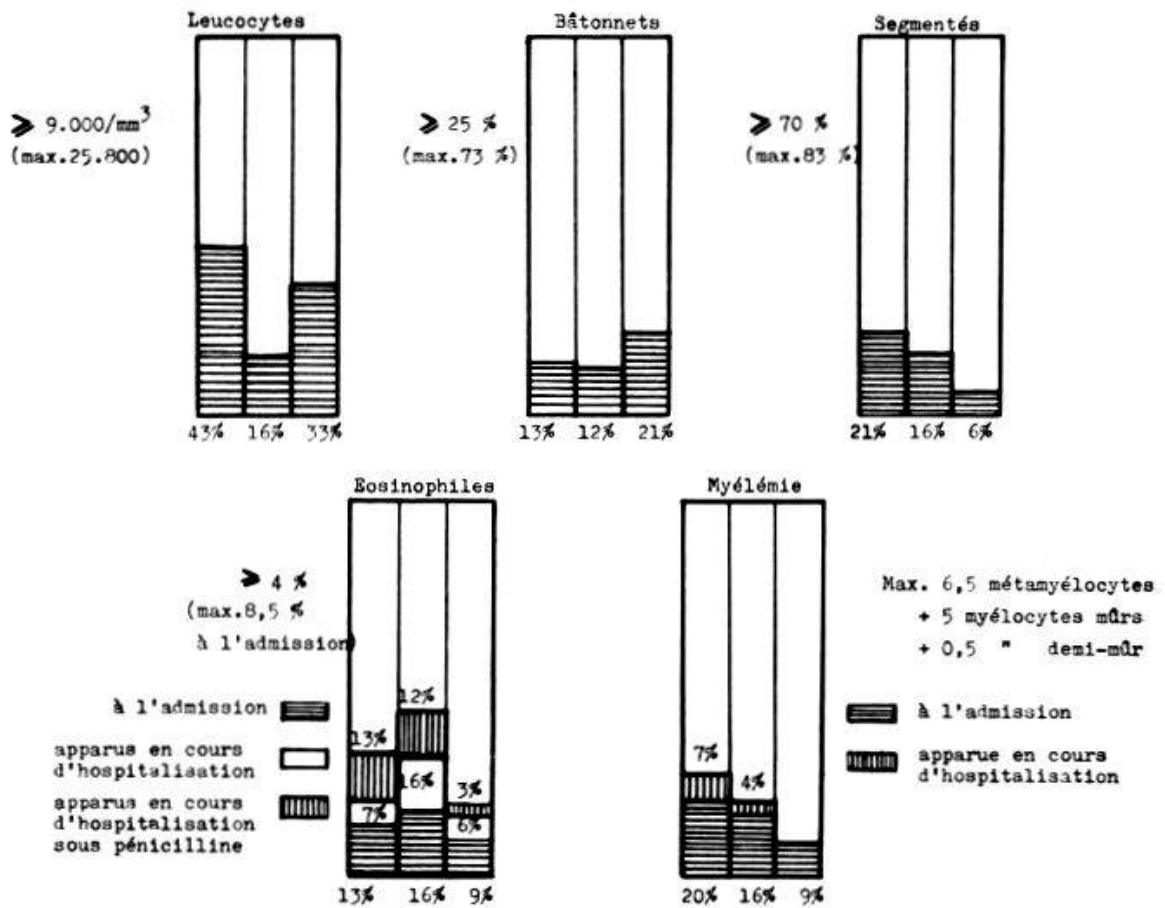 Leucocytes
≥ 9.000/mm³
(max.25.800)
43% 16% 33%
Bâtonnets
≥ 25 %
(max.73 %)
13% 12% 21%
Segmentés
≥ 70 %
(max.83 %)
21% 16% 6%
Eosinophiles
≥ 4 %
(max.8,5 %
à l'admission)
à l'admission
apparus en cours
d'hospitalisation
apparus en cours
d'hospitalisation
sous pénicilline
12%
13%
16%
3%
7%
6%
13% 16% 9%
Myélémie
Max. 6,5 métamyélocytes
+ 5 myélocytes mûrs
+ 0,5 " demi-mûr
à l'admission
apparue en cours
d'hospitalisation
7%
4%
20% 16% 9%